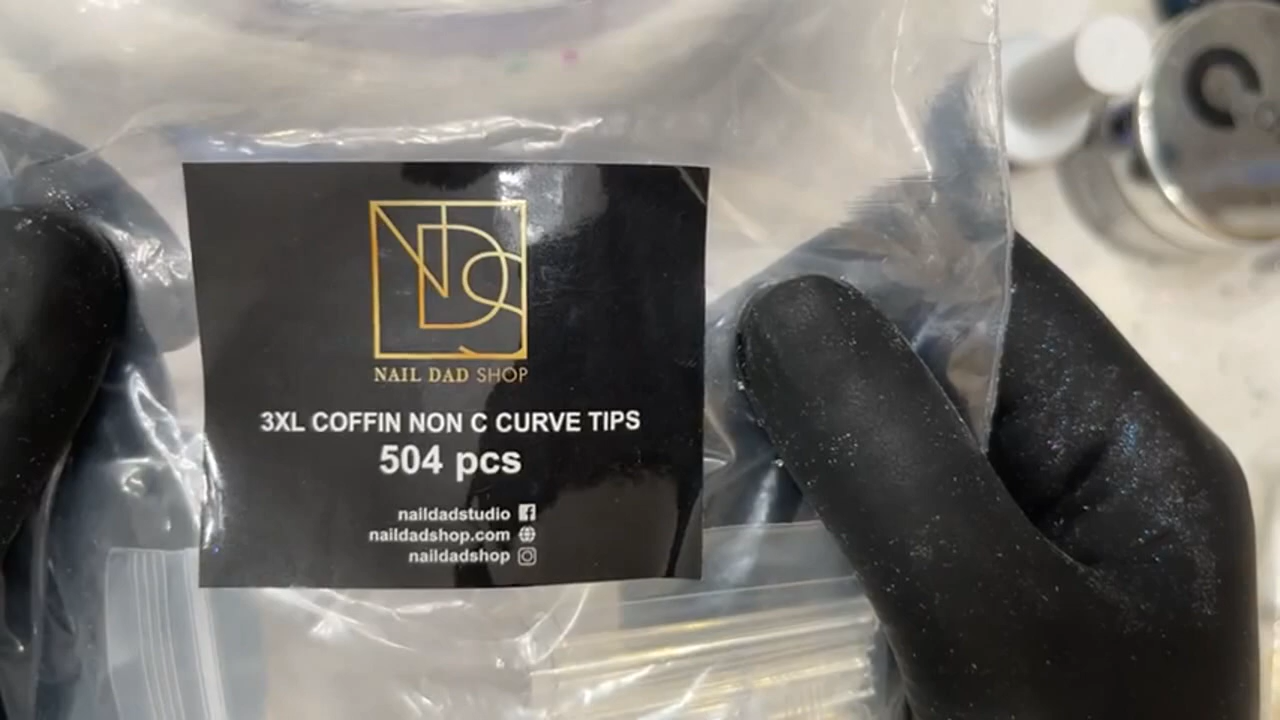 NDS
NAIL DAD SHOP
3XL COFFIN NON C CURVE TIPS
504 pcs
naildadstudio
naildadshop.com
naildadshop